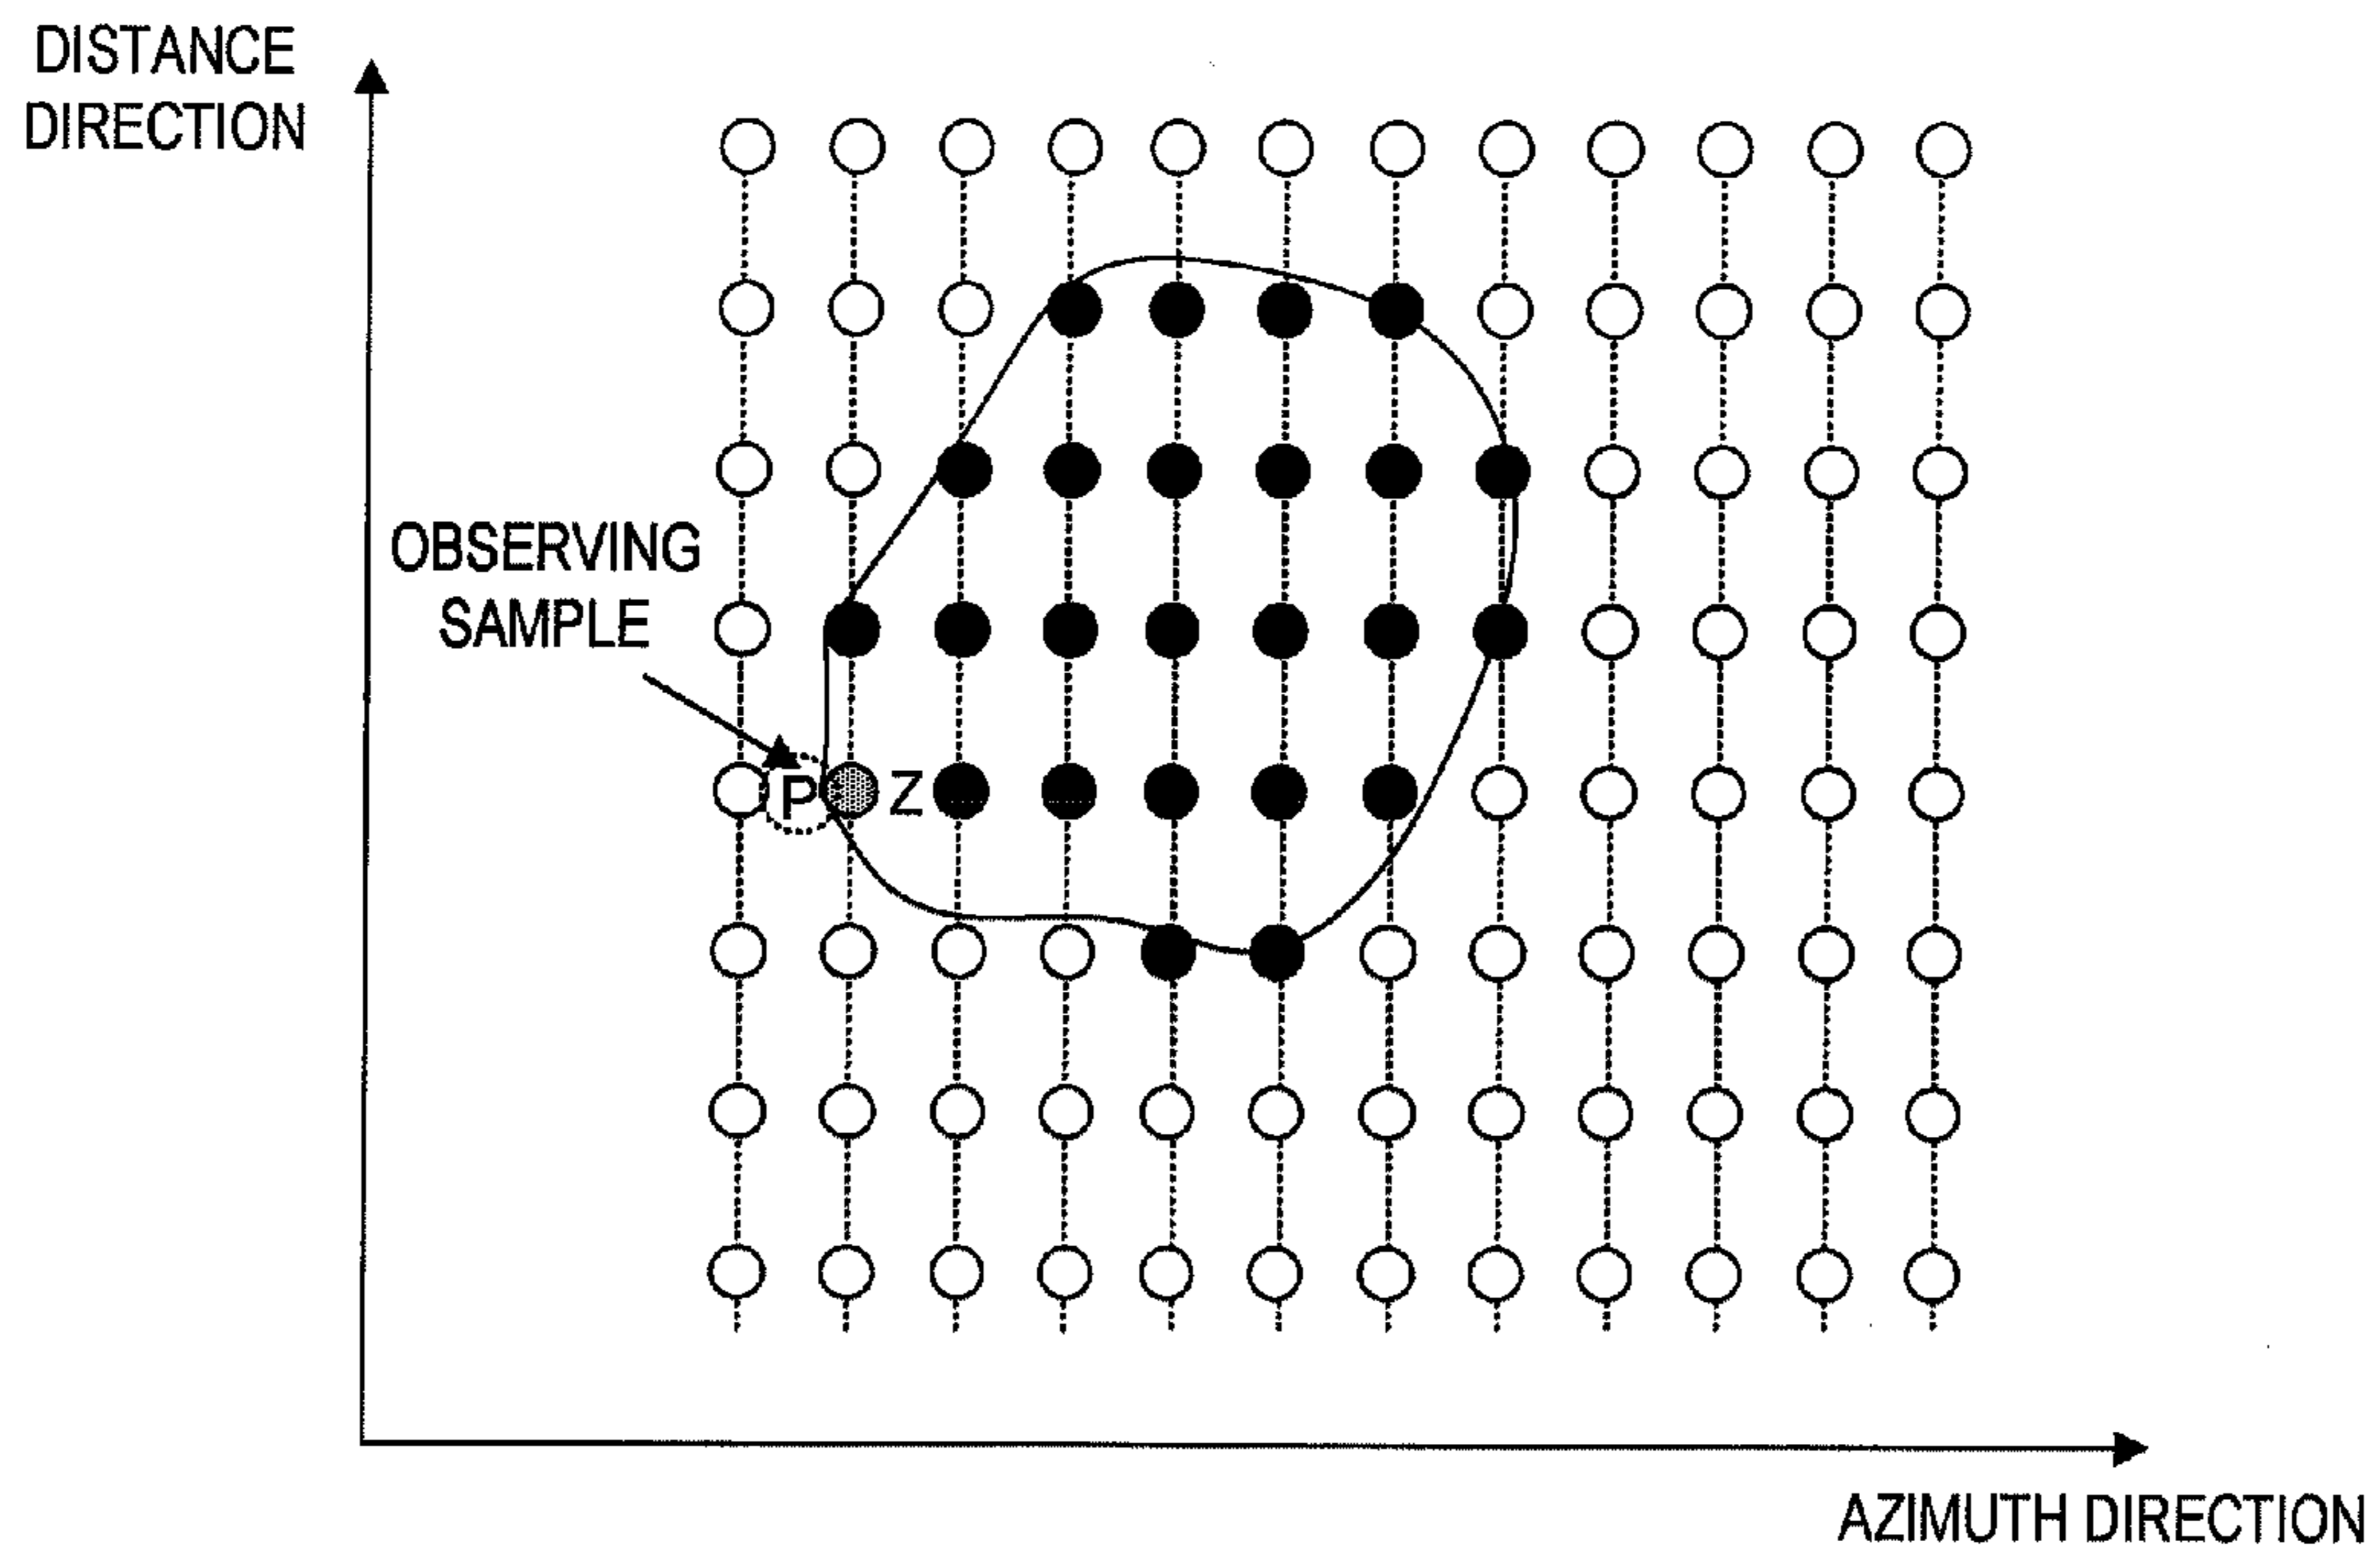 DISTANCE
DIRECTION
OBSERVING
SAMPLE
P
Z
AZIMUTH DIRECTION